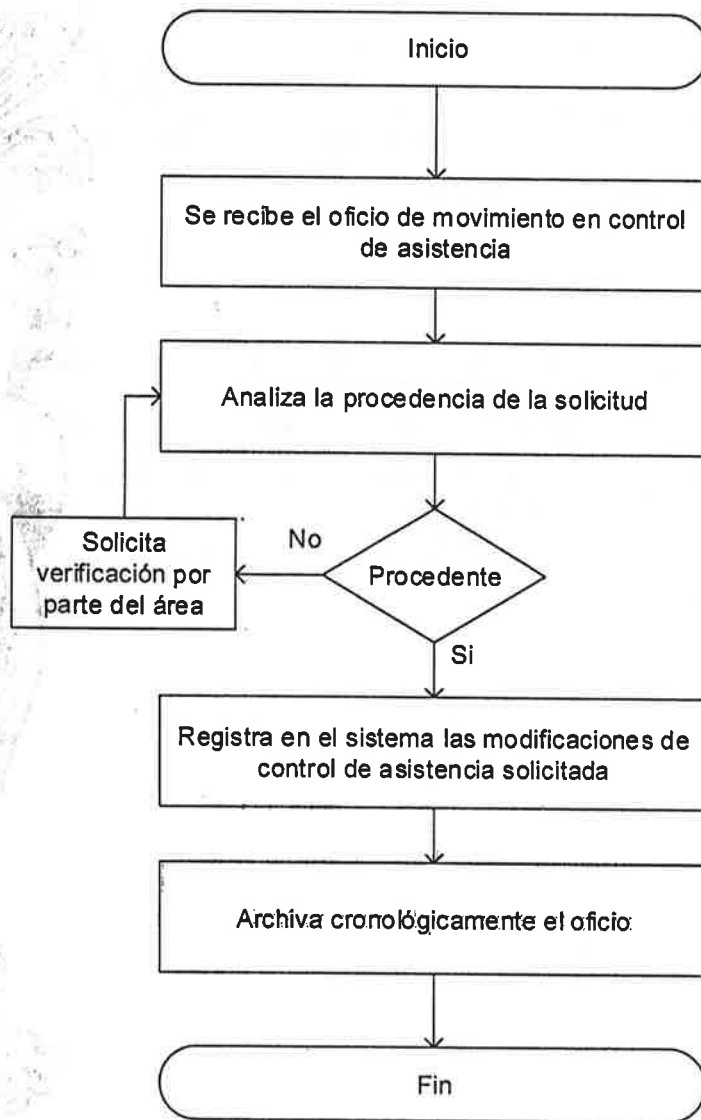 Inicio
Se recibe el oficio de movimiento en control
de asistencia
Analiza la procedencia de la solicitud
Solicita
verificación por
parte del área
No
Procedente
Si
Registra en el sistema las modificaciones de
control de asistencia solicitada
Archiva cronológicamente el oficio
Fin